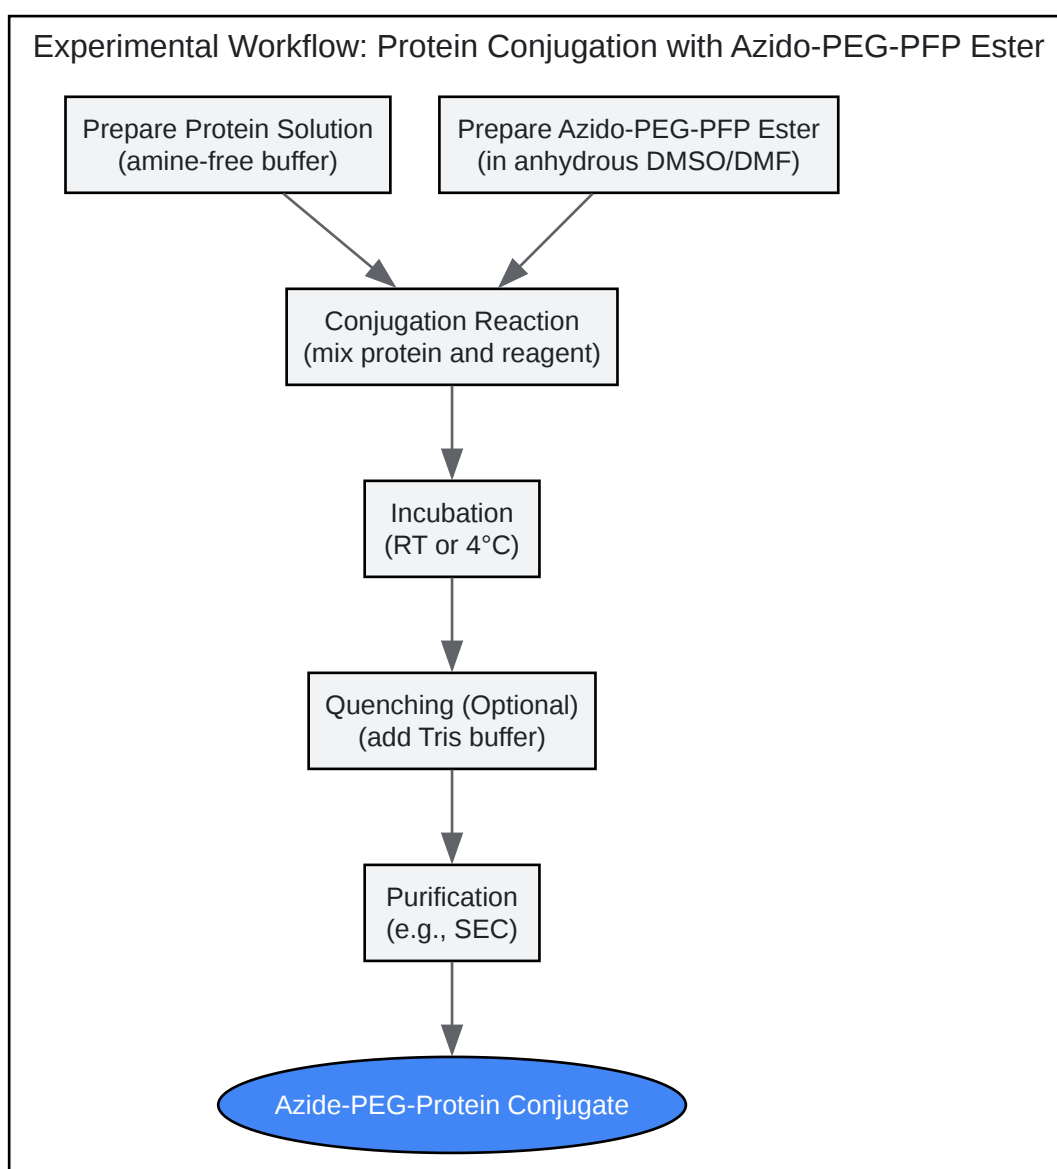 Experimental Workflow: Protein Conjugation with Azido-PEG-PFP Ester
Prepare Protein Solution
(amine-free buffer)
Prepare Azido-PEG-PFP Ester
(in anhydrous DMSO/DMF)
Conjugation Reaction
(mix protein and reagent)
Incubation
(RT or 4°C)
Quenching (Optional)
(add Tris buffer)
Purification
(e.g., SEC)
Azide-PEG-Protein Conjugate